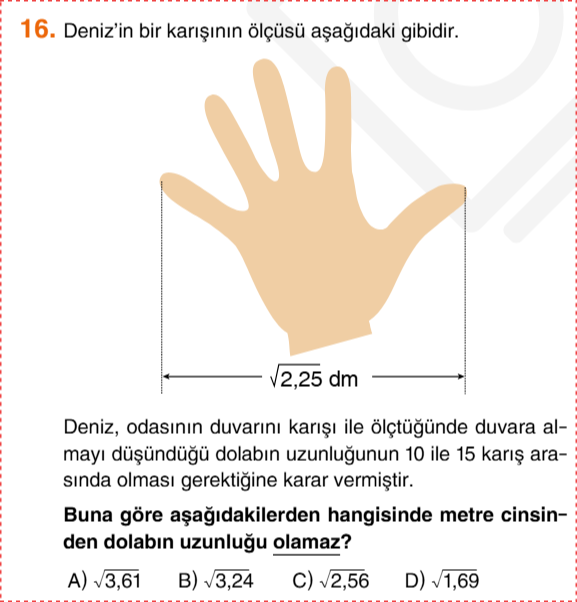 16. Deniz'in bir karışının ölçüsü aşağıdaki gibidir.
√2,25 dm
Deniz, odasının duvarını karışı ile ölçtüğünde duvara al-
mayı düşündüğü dolabın uzunluğunun 10 ile 15 karış ara-
sında olması gerektiğine karar vermiştir.
Buna göre aşağıdakilerden hangisinde metre cinsin-
den dolabın uzunluğu olamaz?
A) √3,61 B) √3,24 C) √2,56 D) √1,69